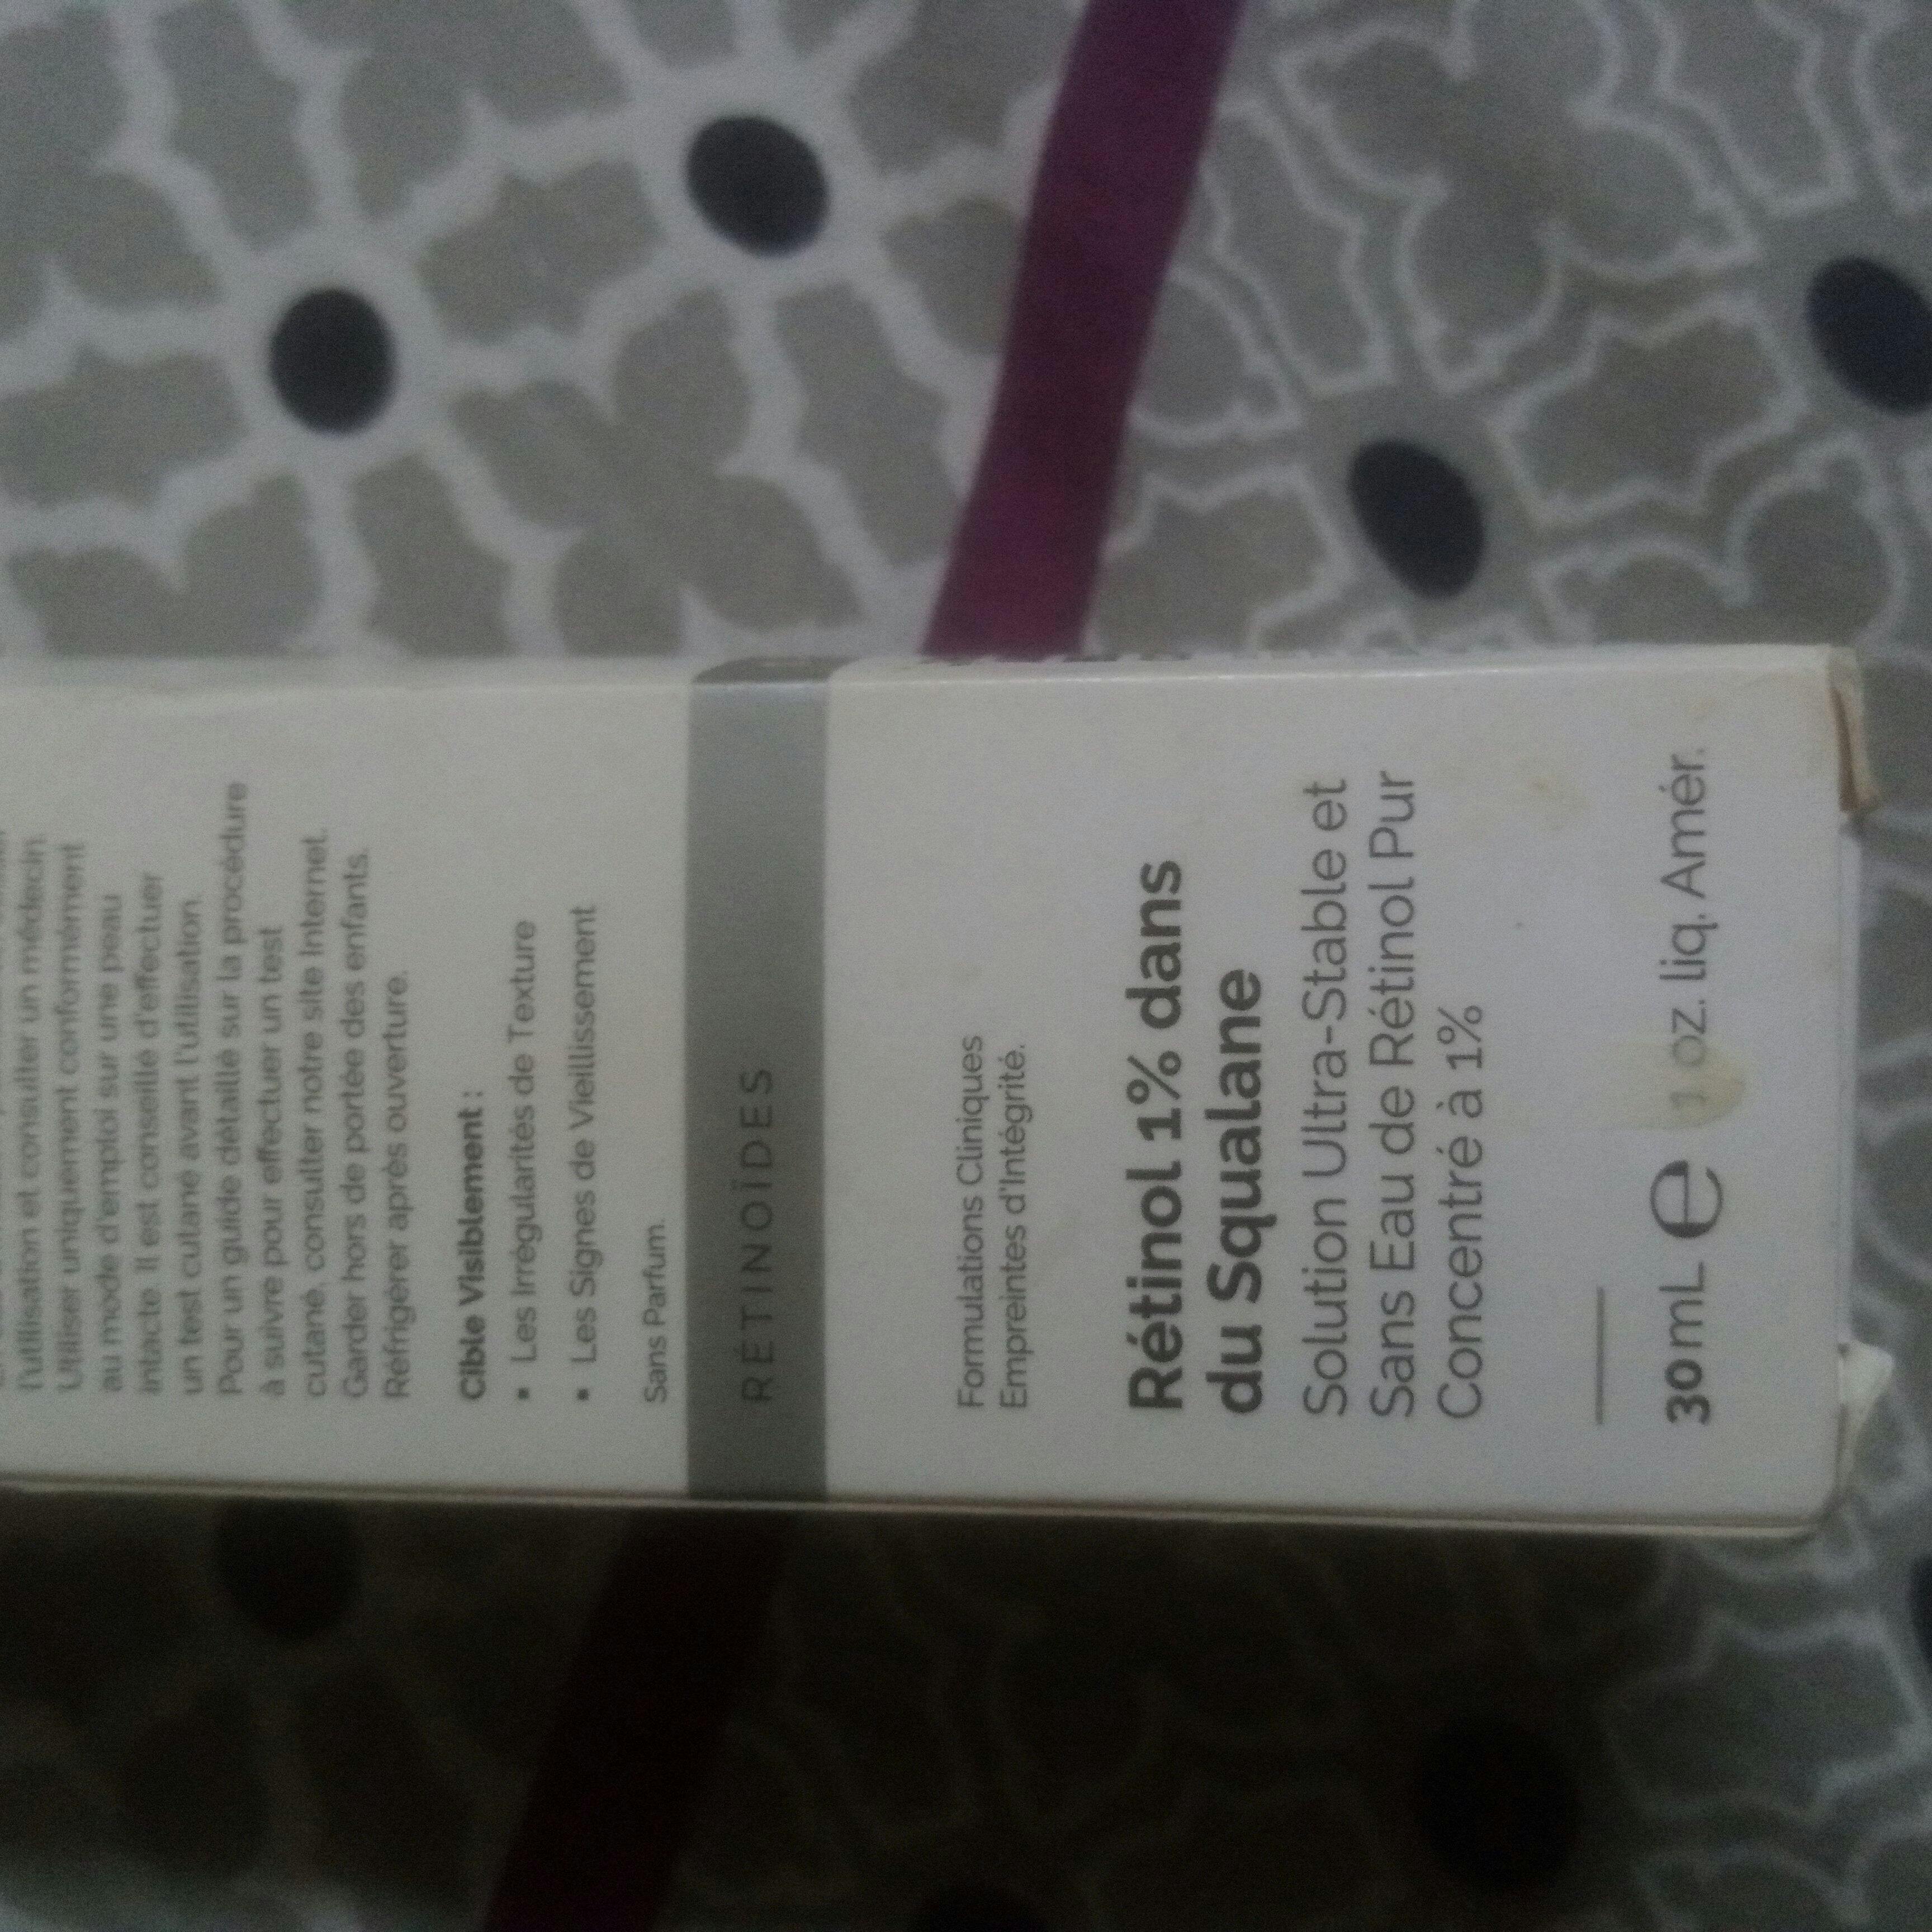 l'utilisation et consulter un médecin.
Utiliser uniquement conformément
au mode d'emploi sur une peau
intacte. Il est conseillé d'effectuer
un test cutané avant l'utilisation.
Pour un guide détaillé sur la procédure
à suivre pour effectuer un test
cutané, consulter notre site Internet.
Garder hors de portée des enfants.
Réfrigérer après ouverture.
Cible Visiblement :
▪ Les Irrégularités de Texture
▪ Les Signes de Vieillissement
Sans Parfum.
RÉTINOÏDES
Formulations Cliniques
Empreintes d'Intégrité.
Rétinol 1% dans
du Squalane
Solution Ultra-Stable et
Sans Eau de Rétinol Pur
Concentré à 1%
30mL ℮ 1 oz. liq. Amér.